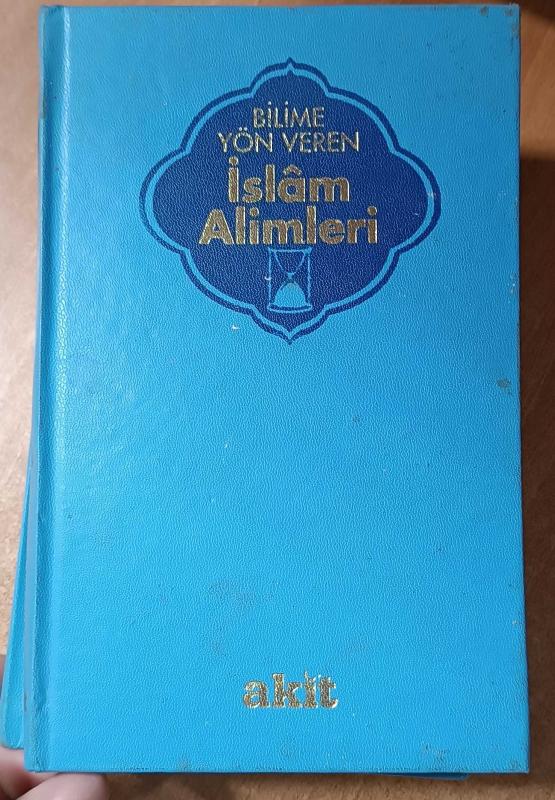 BİLİME
YÖN VEREN
İslâm
Alimleri
akit